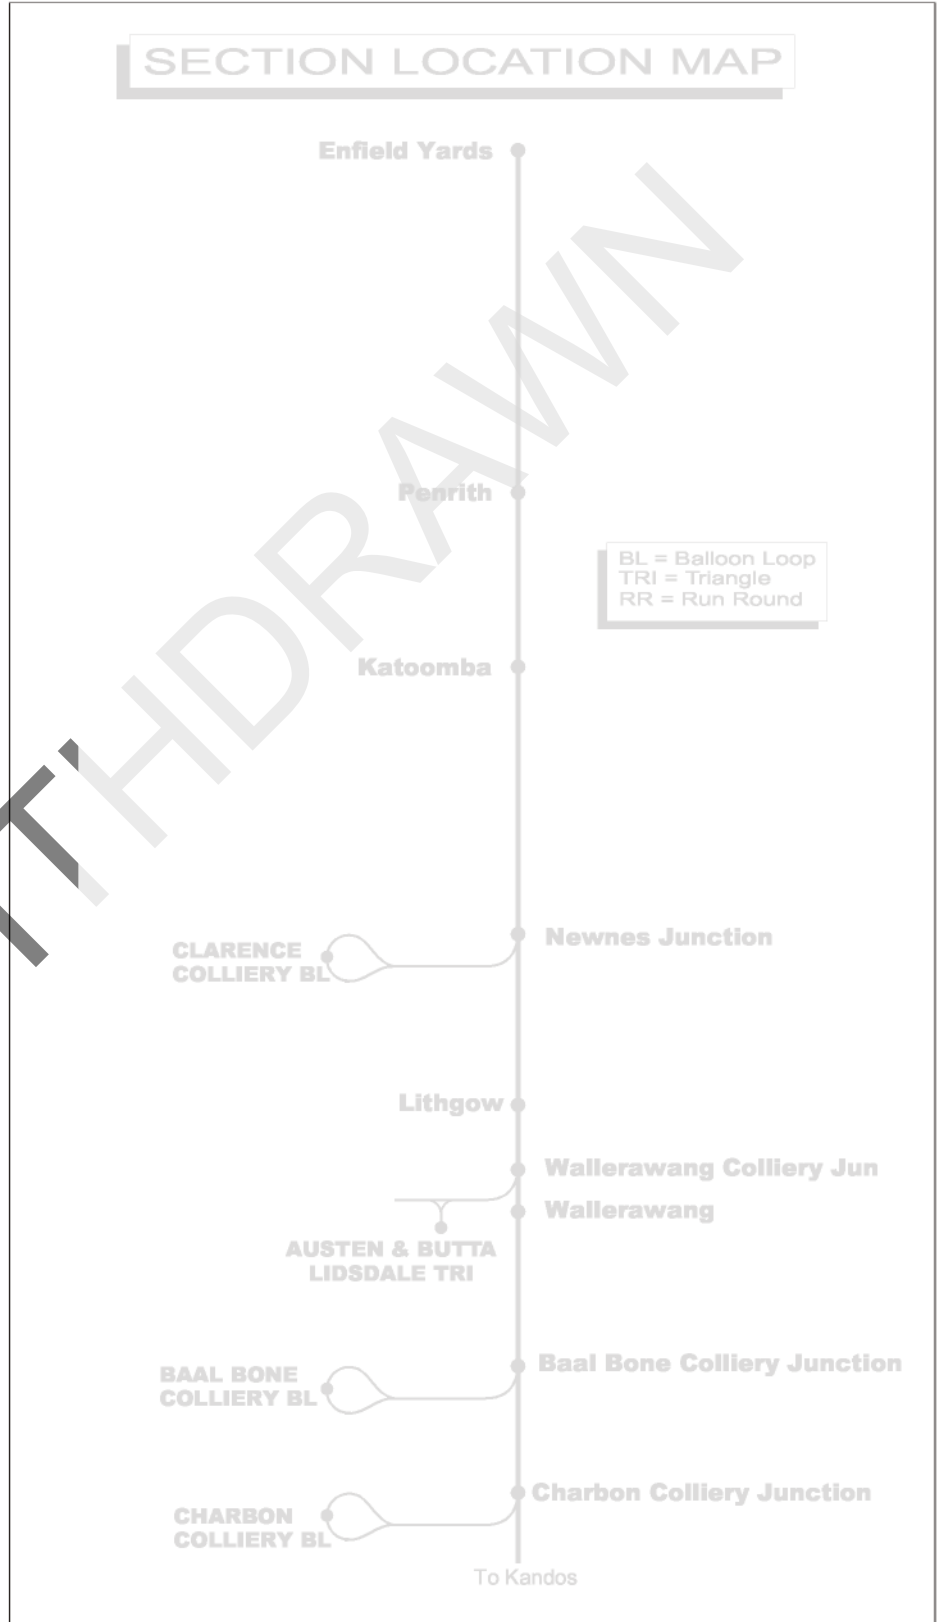 SECTION LOCATION MAP
Enfield Yards
THDRAWN
Penrith
BL = Balloon Loop
TRI = Triangle
RR = Run Round
Katoomba
Newnes Junction
CLARENCE
COLLIERY BL
Lithgow
Wallerawang Colliery Jun
Wallerawang
AUSTEN & BUTTA
LIDSDALE TRI
Baal Bone Colliery Junction
BAAL BONE
COLLIERY BL
Charbon Colliery Junction
CHARBON
COLLIERY BL
To Kandos